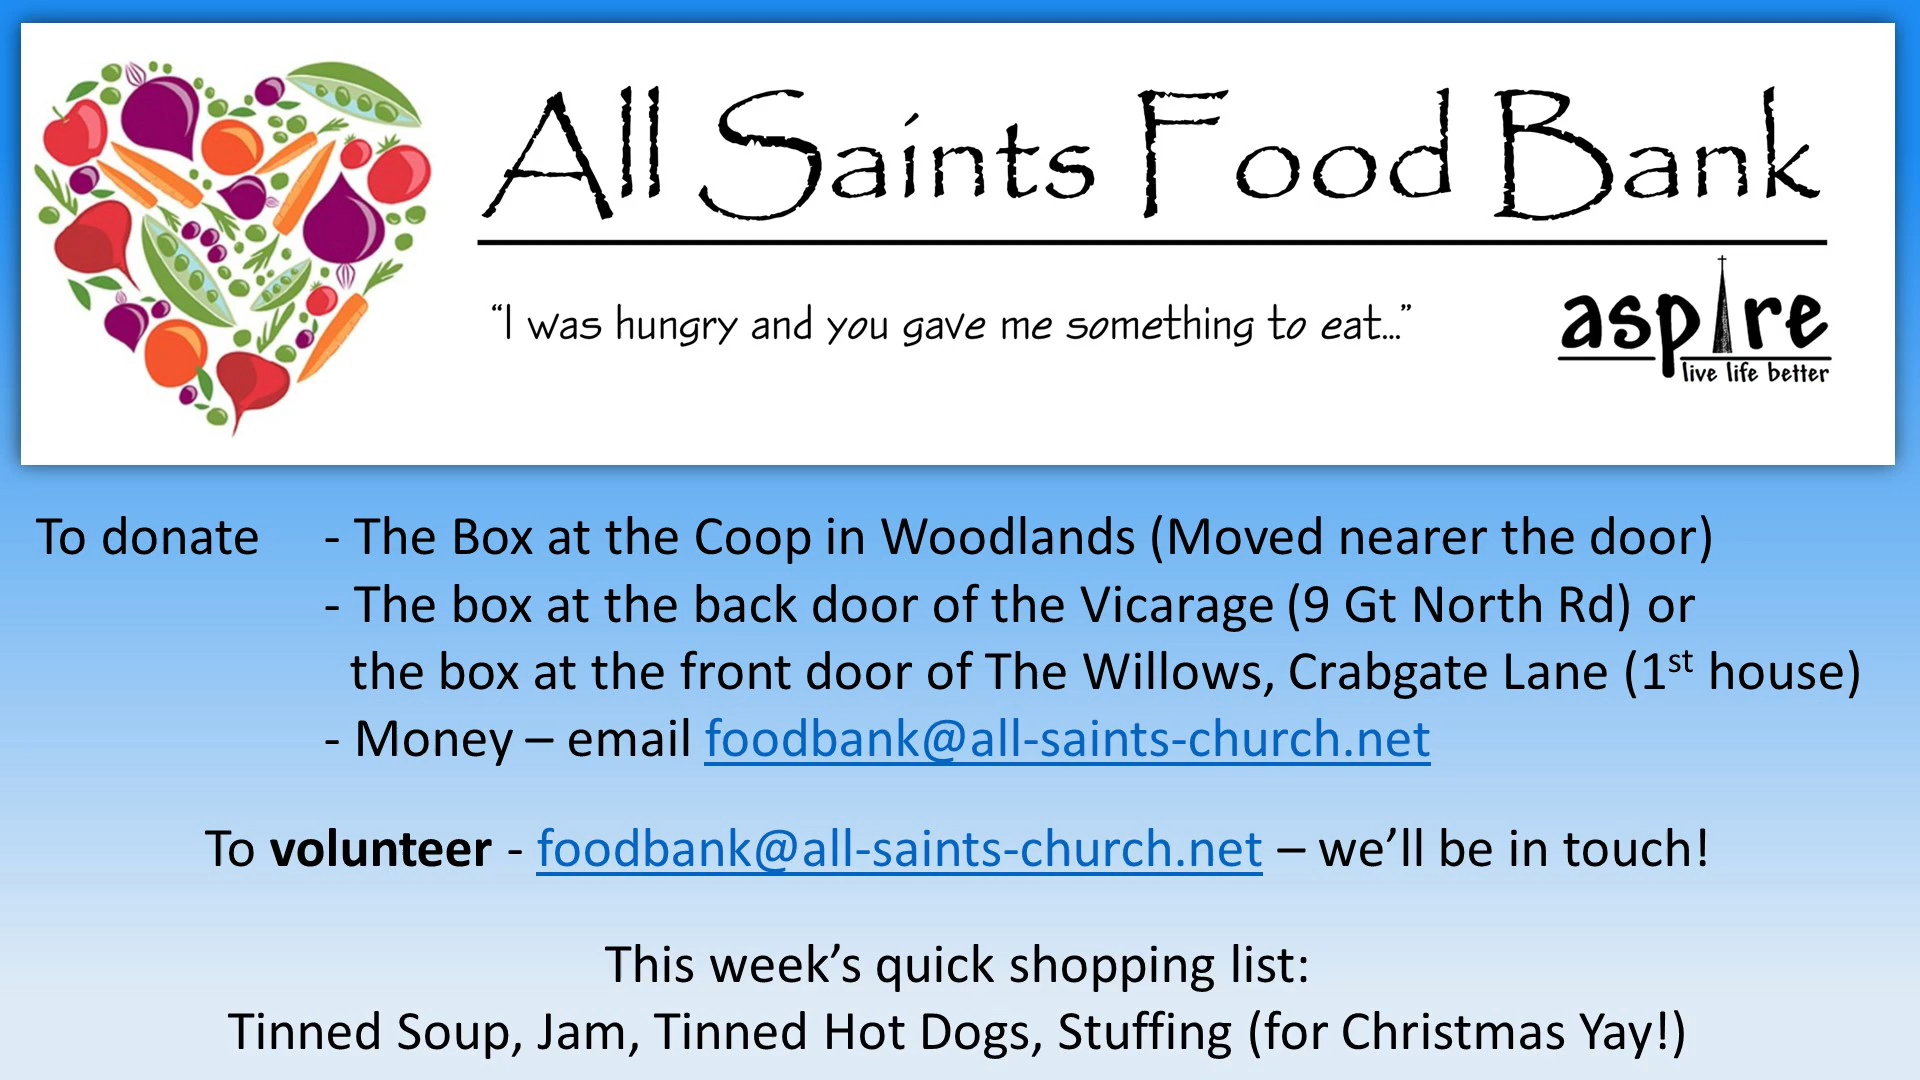 All Saints Food Bank
“I was hungry and you gave me something to eat...”
aspire
live life better
To donate - The Box at the Coop in Woodlands (Moved nearer the door)
- The box at the back door of the Vicarage (9 Gt North Rd) or
the box at the front door of The Willows, Crabgate Lane (1st house)
- Money – email foodbank@all-saints-church.net
To volunteer - foodbank@all-saints-church.net – we’ll be in touch!
This week’s quick shopping list:
Tinned Soup, Jam, Tinned Hot Dogs, Stuffing (for Christmas Yay!)